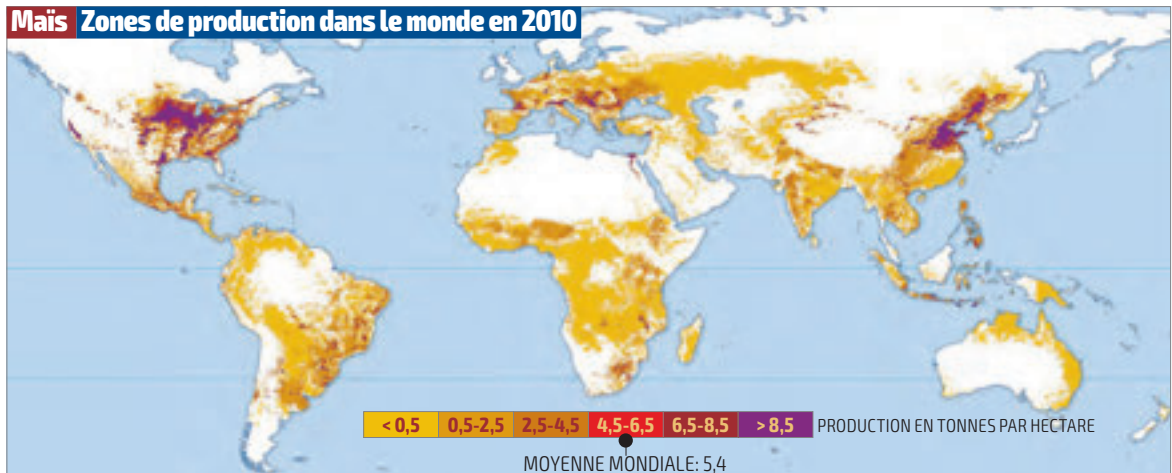 Maïs Zones de production dans le monde en 2010
< 0,5 0,5-2,5 2,5-4,5 4,5-6,5 6,5-8,5 > 8,5 PRODUCTION EN TONNES PAR HECTARE
MOYENNE MONDIALE: 5,4